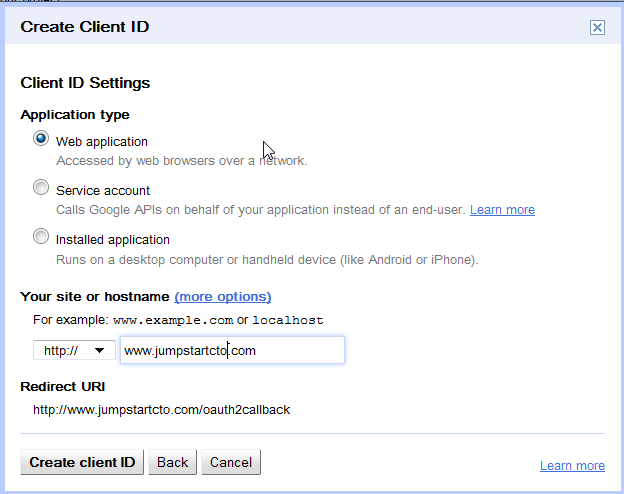 Create Client ID
Client ID Settings
Application type
Web application
Accessed by web browsers over a network.
Service account
Calls Google APIs on behalf of your application instead of an end-user. Learn more
Installed application
Runs on a desktop computer or handheld device (like Android or iPhone).
Your site or hostname (more options)
For example: www.example.com or localhost
http:// www.jumpstartcto.com
Redirect URI
http://www.jumpstartcto.com/oauth2callback
Create client ID Back Cancel Learn more